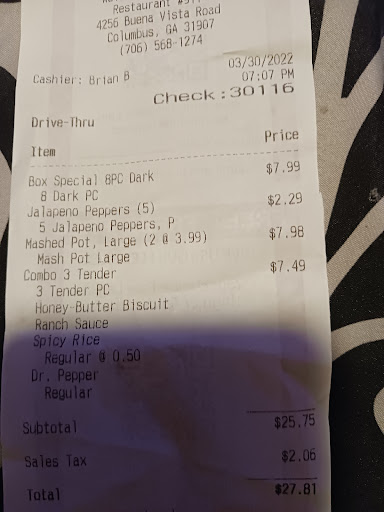 Restaurant
4256 Buena Vista Road
Columbus, GA 31907
(706) 568-1274
03/30/2022
Cashier: Brian B 07:07 PM
Check:30116
Drive-Thru
Item Price
Box Special 8PC Dark $7.99
8 Dark PC
Jalapeno Peppers (5) $2.29
5 Jalapeno Peppers, P
Mashed Pot, Large (2 @ 3.99) $7.98
Mash Pot Large
Combo 3 Tender $7.49
3 Tender PC
Honey-Butter Biscuit
Ranch Sauce
Spicy Rice
Regular @ 0.50
Dr. Pepper
Regular
Subtotal $25.75
Sales Tax $2.06
Total $27.81